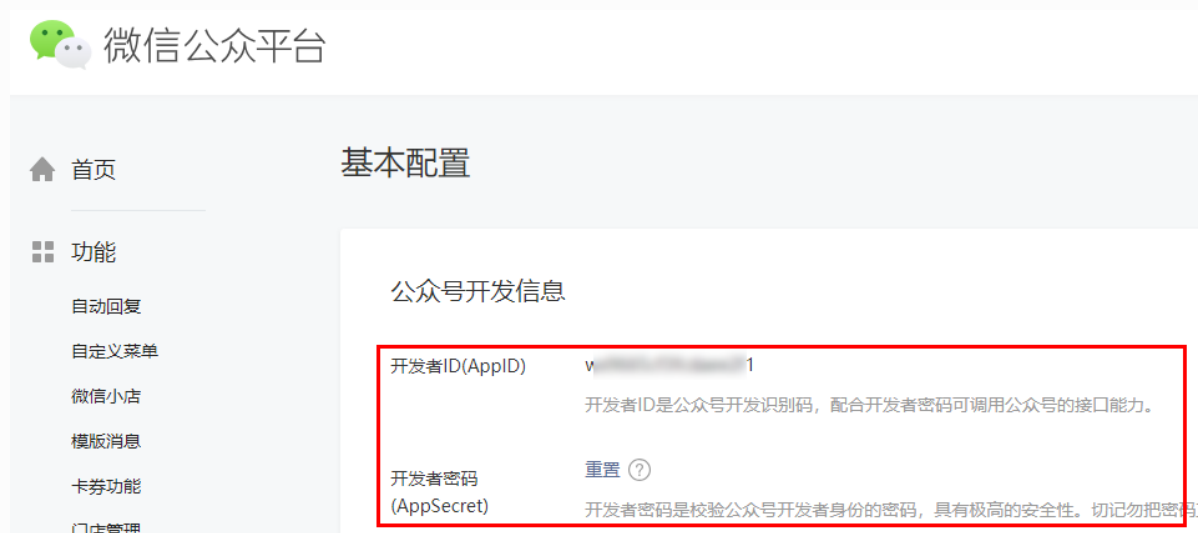 微信公众平台
首页
功能
自动回复
自定义菜单
微信小店
模版消息
卡券功能
门店管理
基本配置
公众号开发信息
开发者ID(AppID)
开发者ID是公众号开发识别码，配合开发者密码可调用公众号的接口能力。
开发者密码
(AppSecret)
重置 ?
开发者密码是校验公众号开发者身份的密码，具有极高的安全性。切记勿把密码